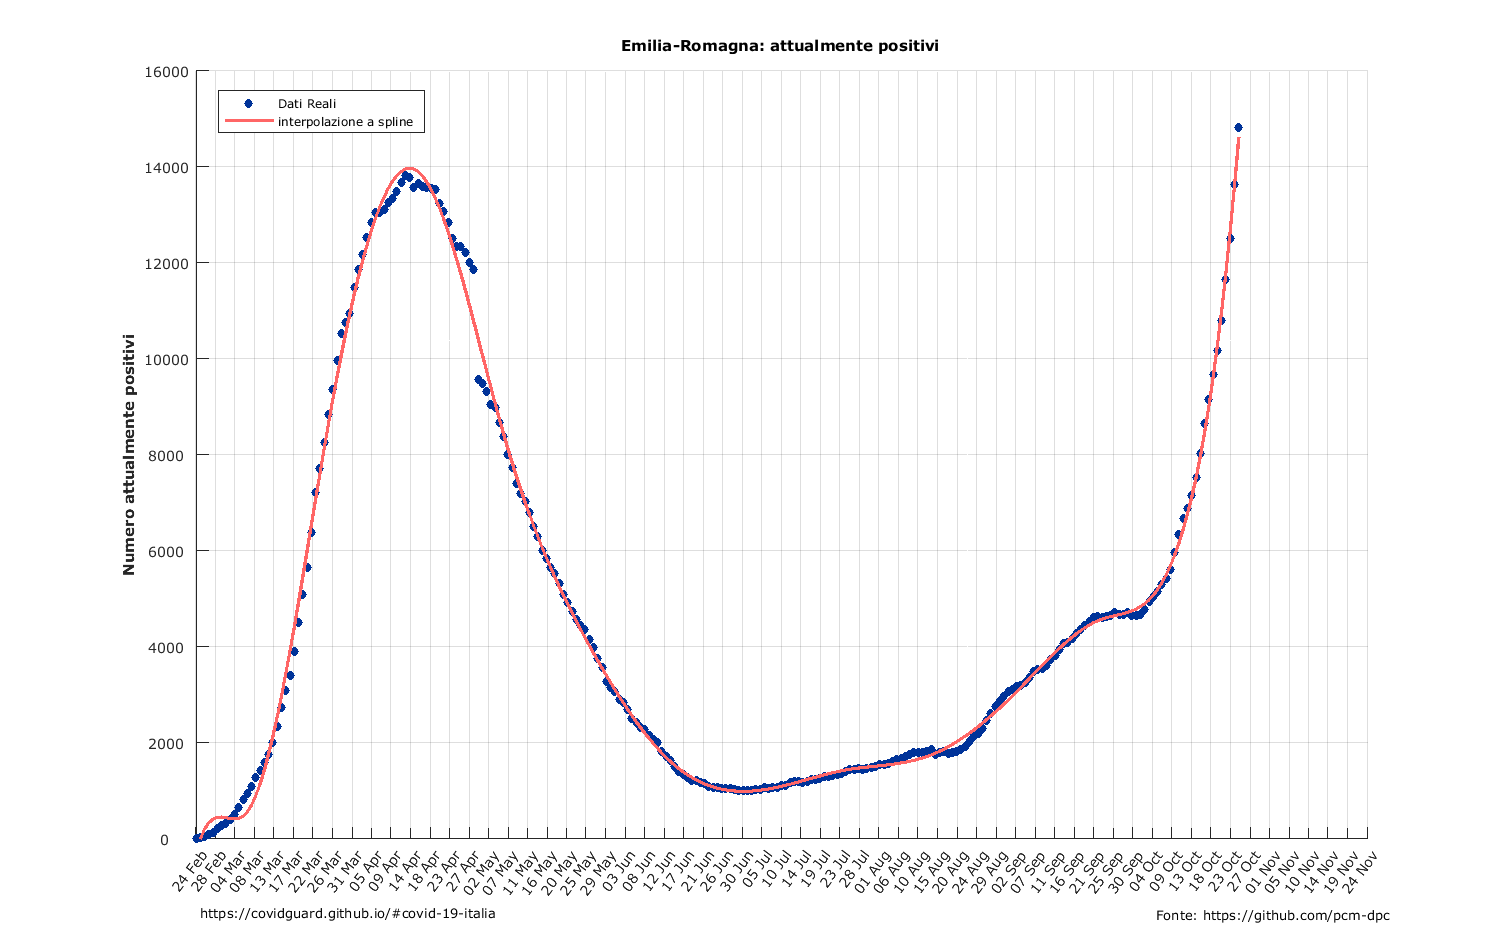 Emilia-Romagna: attualmente positivi
16000
14000
12000
10000
8000
6000
4000
2000
0
Numero attualmente positivi
Dati Reali
interpolazione a spline
24 Feb
28 Feb
04 Mar
08 Mar
13 Mar
17 Mar
22 Mar
26 Mar
31 Mar
05 Apr
09 Apr
14 Apr
18 Apr
23 Apr
27 Apr
02 May
07 May
11 May
16 May
20 May
25 May
29 May
03 Jun
08 Jun
12 Jun
17 Jun
21 Jun
26 Jun
30 Jun
05 Jul
10 Jul
14 Jul
19 Jul
23 Jul
28 Jul
01 Aug
06 Aug
10 Aug
15 Aug
20 Aug
24 Aug
29 Aug
02 Sep
07 Sep
11 Sep
16 Sep
21 Sep
25 Sep
30 Sep
04 Oct
09 Oct
13 Oct
18 Oct
23 Oct
27 Oct
01 Nov
05 Nov
10 Nov
14 Nov
19 Nov
24 Nov
https://covidguard.github.io/#covid-19-italia
Fonte: https://github.com/pcm-dpc